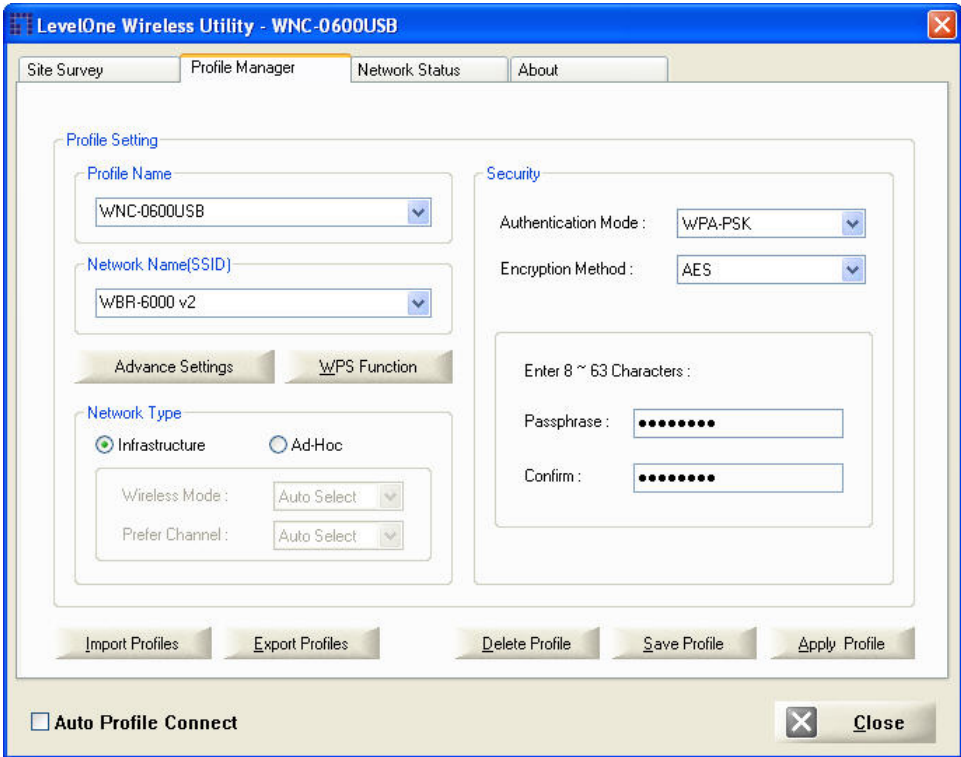 LevelOne Wireless Utility - WNC-0600USB
Site Survey
Profile Manager
Network Status
About
Profile Setting
Profile Name
WNC-0600USB
Network Name(SSID)
WBR-6000 v2
Advance Settings
WPS Function
Network Type
Infrastructure
Ad-Hoc
Wireless Mode :
Auto Select
Prefer Channel :
Auto Select
Security
Authentication Mode :
WPA-PSK
Encryption Method :
AES
Enter 8 ~ 63 Characters :
Passphrase :
●●●●●●●●
Confirm :
●●●●●●●●
Import Profiles
Export Profiles
Delete Profile
Save Profile
Apply Profile
Auto Profile Connect
Close